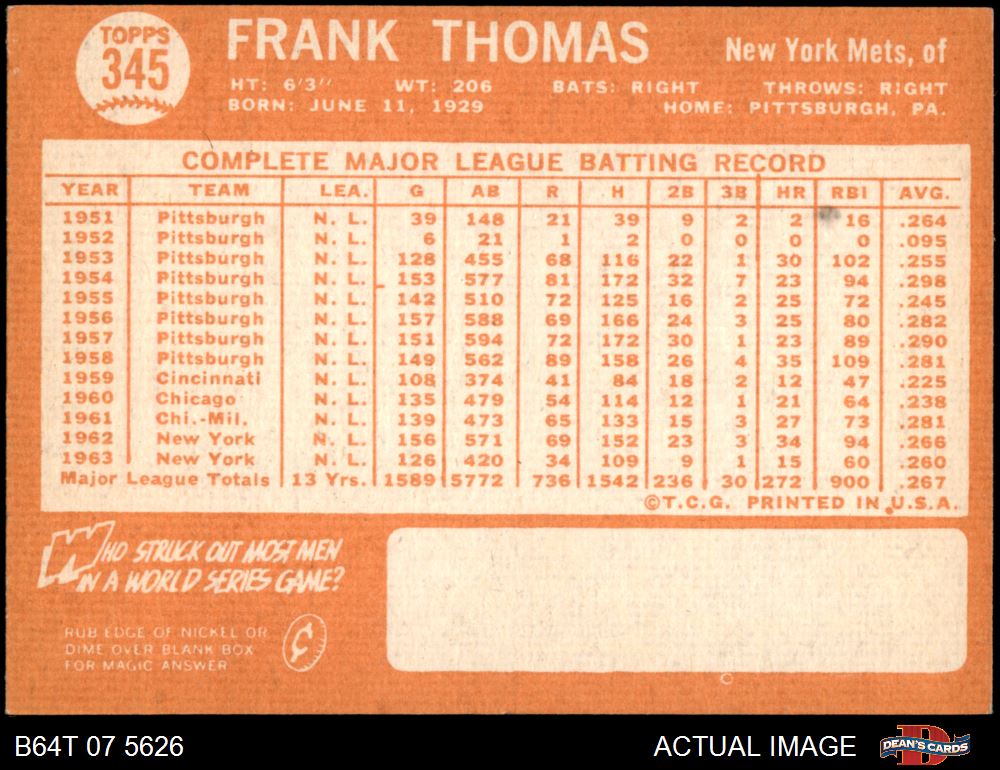 TOPPS
345
FRANK THOMAS
New York Mets, of
HT: 6'3" WT: 206 BATS: RIGHT THROWS: RIGHT
BORN: JUNE 11, 1929 HOME: PITTSBURGH, PA.
COMPLETE MAJOR LEAGUE BATTING RECORD
YEAR TEAM LEA. G AB R H 2B 3B HR RBI AVG.
1951 Pittsburgh N. L. 39 148 21 39 9 2 2 16 .264
1952 Pittsburgh N. L. 6 21 1 2 0 0 0 0 .095
1953 Pittsburgh N. L. 128 455 68 116 22 1 30 102 .255
1954 Pittsburgh N. L. 153 577 81 172 32 7 23 94 .298
1955 Pittsburgh N. L. 142 510 72 125 16 2 25 72 .245
1956 Pittsburgh N. L. 157 588 69 166 24 3 25 80 .282
1957 Pittsburgh N. L. 151 594 72 172 30 1 23 89 .290
1958 Pittsburgh N. L. 149 562 89 158 26 4 35 109 .281
1959 Cincinnati N. L. 108 374 41 84 18 2 12 47 .225
1960 Chicago N. L. 135 479 54 114 12 1 21 64 .238
1961 Chi.-Mil. N. L. 139 473 65 133 15 3 27 73 .281
1962 New York N. L. 156 571 69 152 23 3 34 94 .266
1963 New York N. L. 126 420 34 109 9 1 15 60 .260
Major League Totals 13 Yrs. 1589 5772 736 1542 236 30 272 900 .267
©T.C.G. PRINTED IN U.S.A.
WHO STRUCK OUT MOST MEN
IN A WORLD SERIES GAME?
RUB EDGE OF NICKEL OR
DIME OVER BLANK BOX
FOR MAGIC ANSWER
¢
B64T 07 5626
ACTUAL IMAGE
D
DEAN'S CARDS